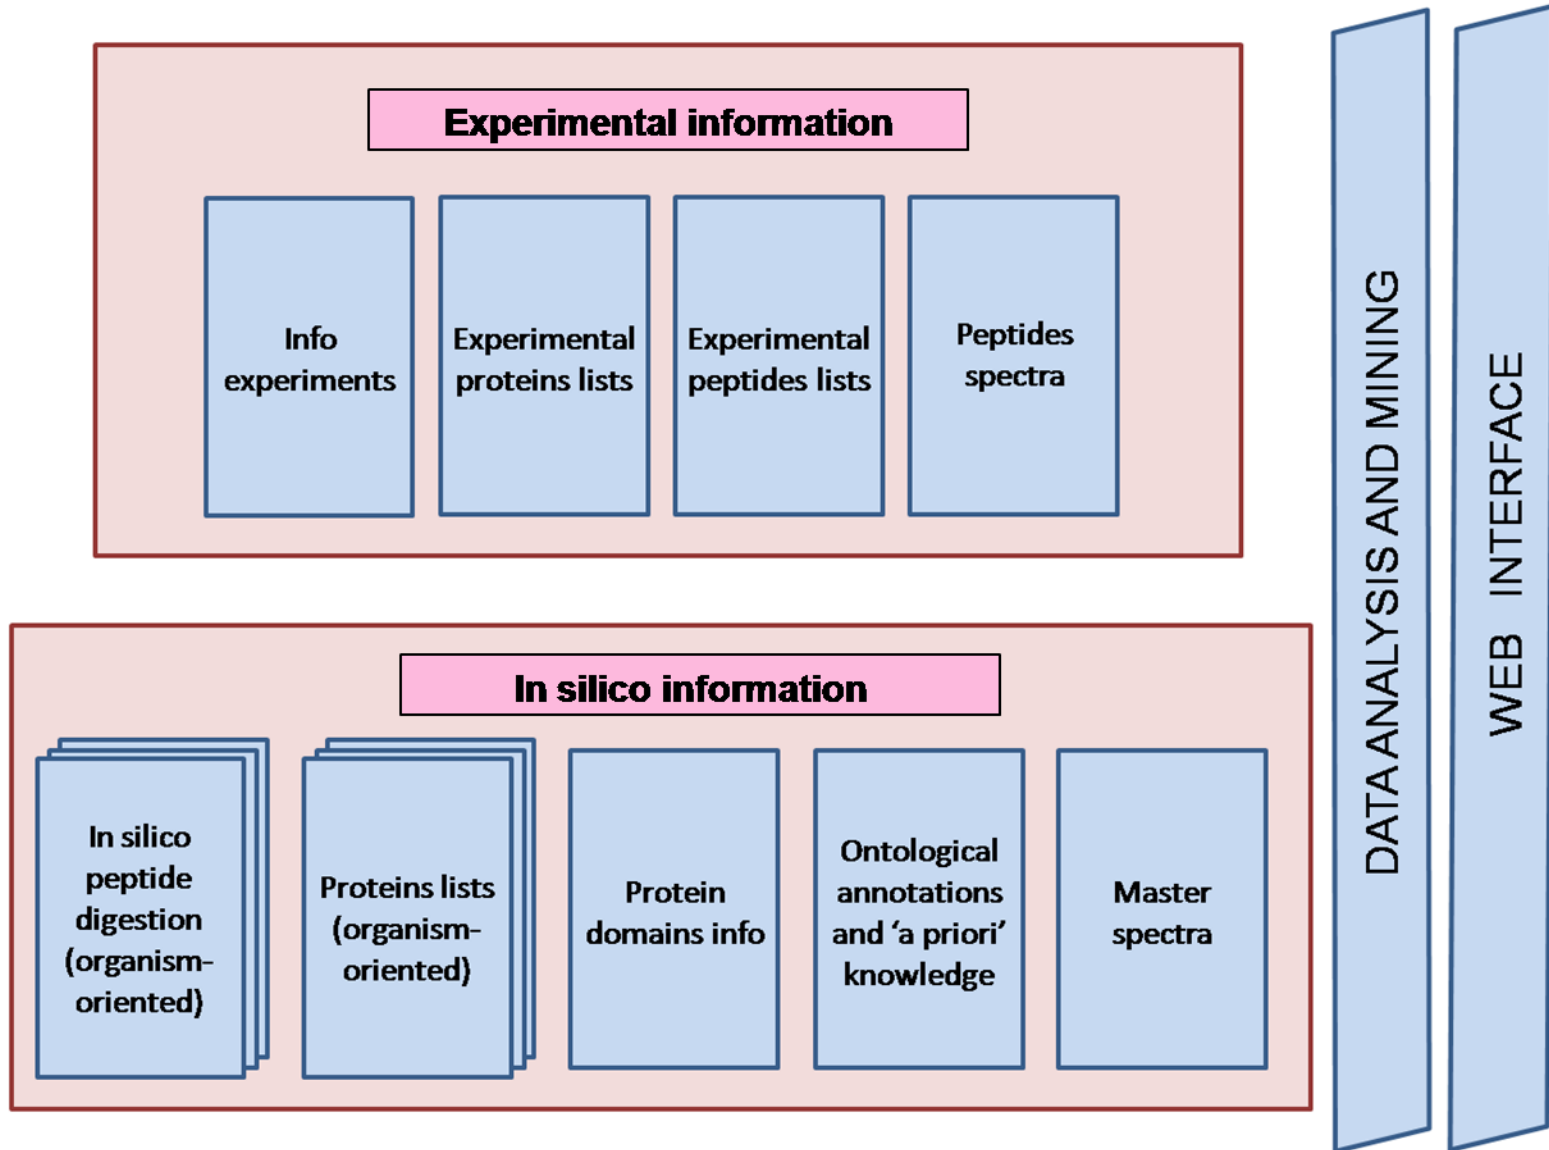 Experimental information
Info
experiments
Experimental
proteins lists
Experimental
peptides lists
Peptides
spectra
In silico information
In silico
peptide
digestion
(organism-
oriented)
Proteins lists
(organism-
oriented)
Protein
domains info
Ontological
annotations
and ‘a priori’
knowledge
Master
spectra
DATA ANALYSIS AND MINING
WEB INTERFACE